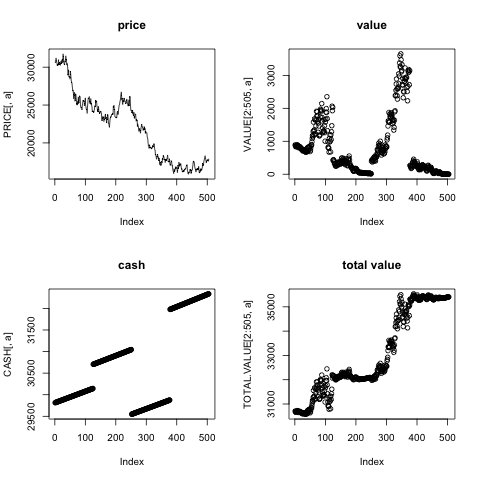 price
PRICE[, a]
30000
25000
20000
0 100 200 300 400 500
Index
value
VALUE[2:505, a]
3000
2000
1000
0
0 100 200 300 400 500
Index
cash
CASH[, a]
31500
30500
29500
0 100 200 300 400 500
Index
total value
TOTAL.VALUE[2:505, a]
35000
33000
31000
0 100 200 300 400 500
Index